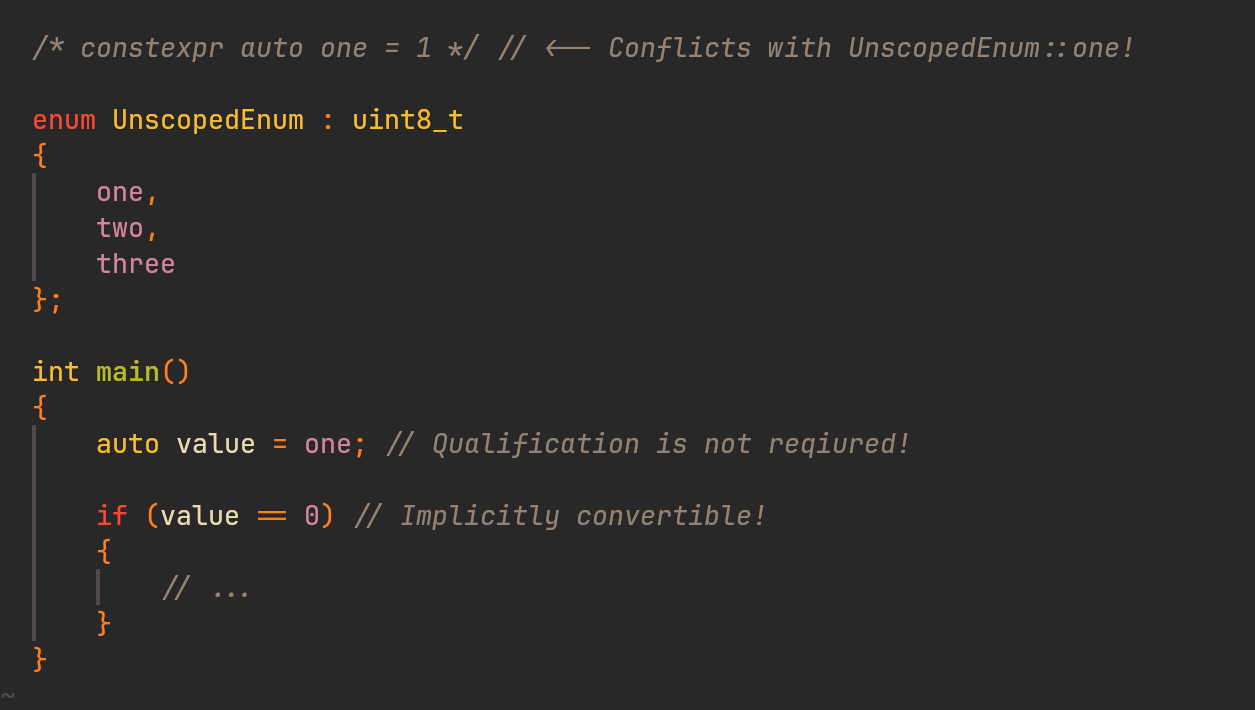 /* constexpr auto one = 1 */ // <-- Conflicts with UnscopedEnum::one!
enum UnscopedEnum : uint8_t
{
one,
two,
three
};
int main()
{
auto value = one; // Qualification is not reqiured!
if (value == 0) // Implicitly convertible!
{
// ...
}
}
~